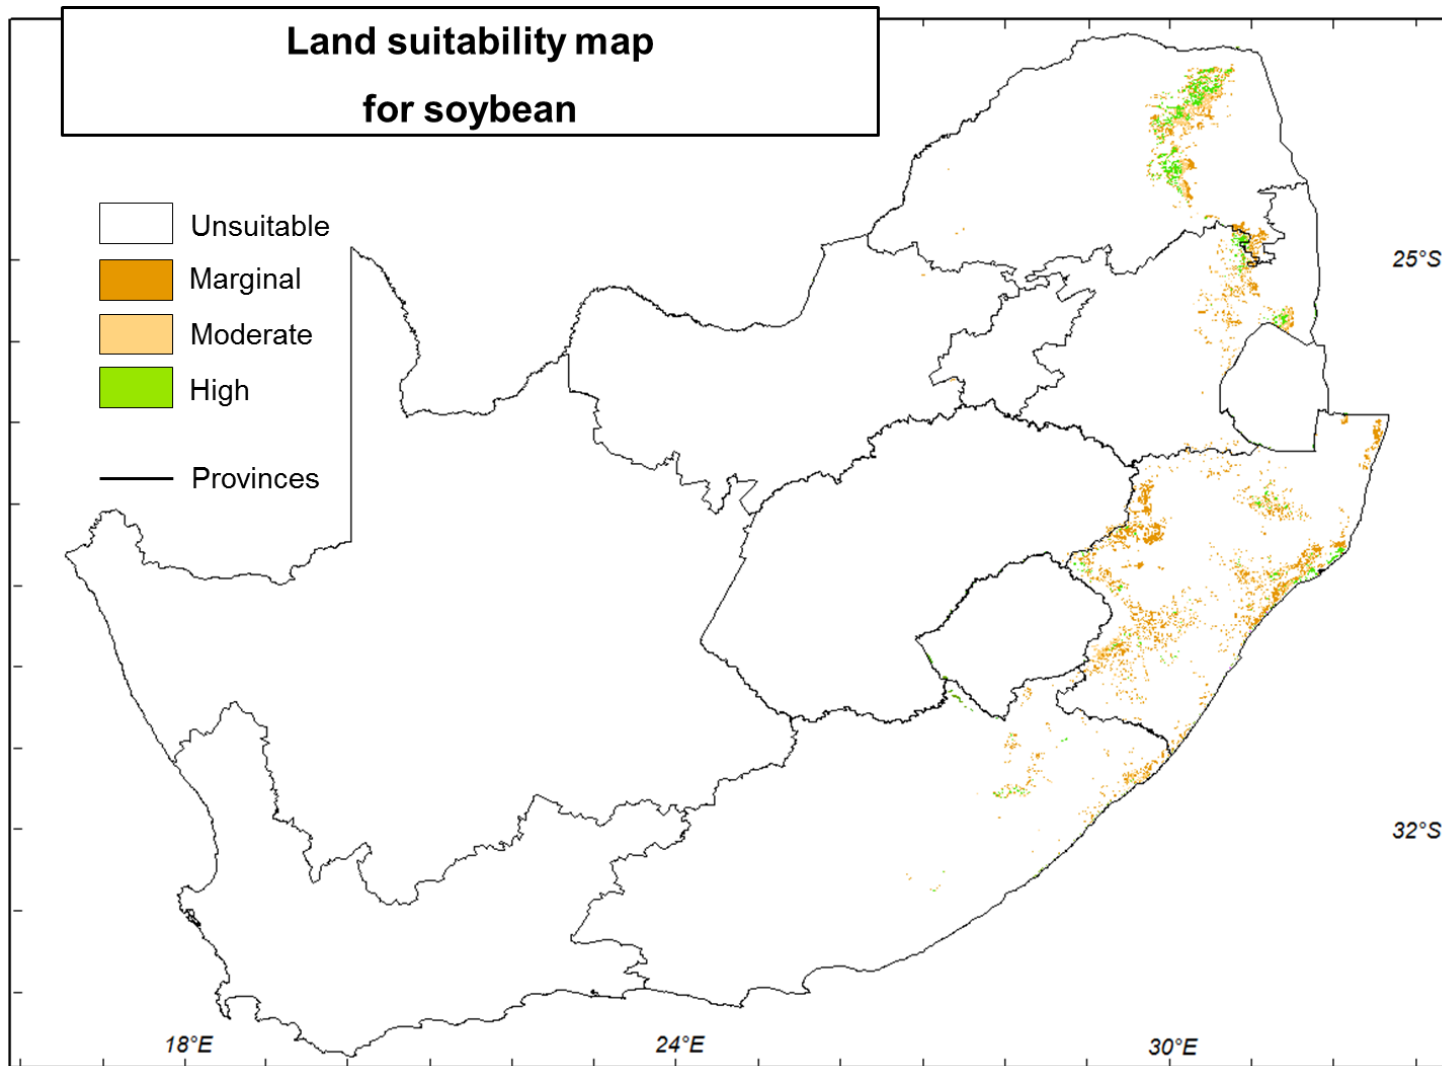 Land suitability map
for soybean
Unsuitable
Marginal
Moderate
High
Provinces
25°S
32°S
18°E
24°E
30°E